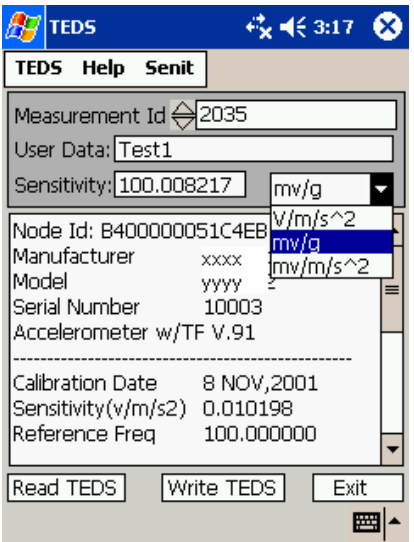 TEDS 3:17
TEDS Help Senit
Measurement Id 2035
User Data: Test1
Sensitivity: 100.008217 mv/g
V/m/s^2
mv/g
mv/m/s^2
Node Id: B400000051C4EB
Manufacturer xxxx
Model yyyy
Serial Number 10003
Accelerometer w/TF V.91
----------------------------------------------------
Calibration Date 8 NOV,2001
Sensitivity(v/m/s2) 0.010198
Reference Freq 100.000000
Read TEDS Write TEDS Exit